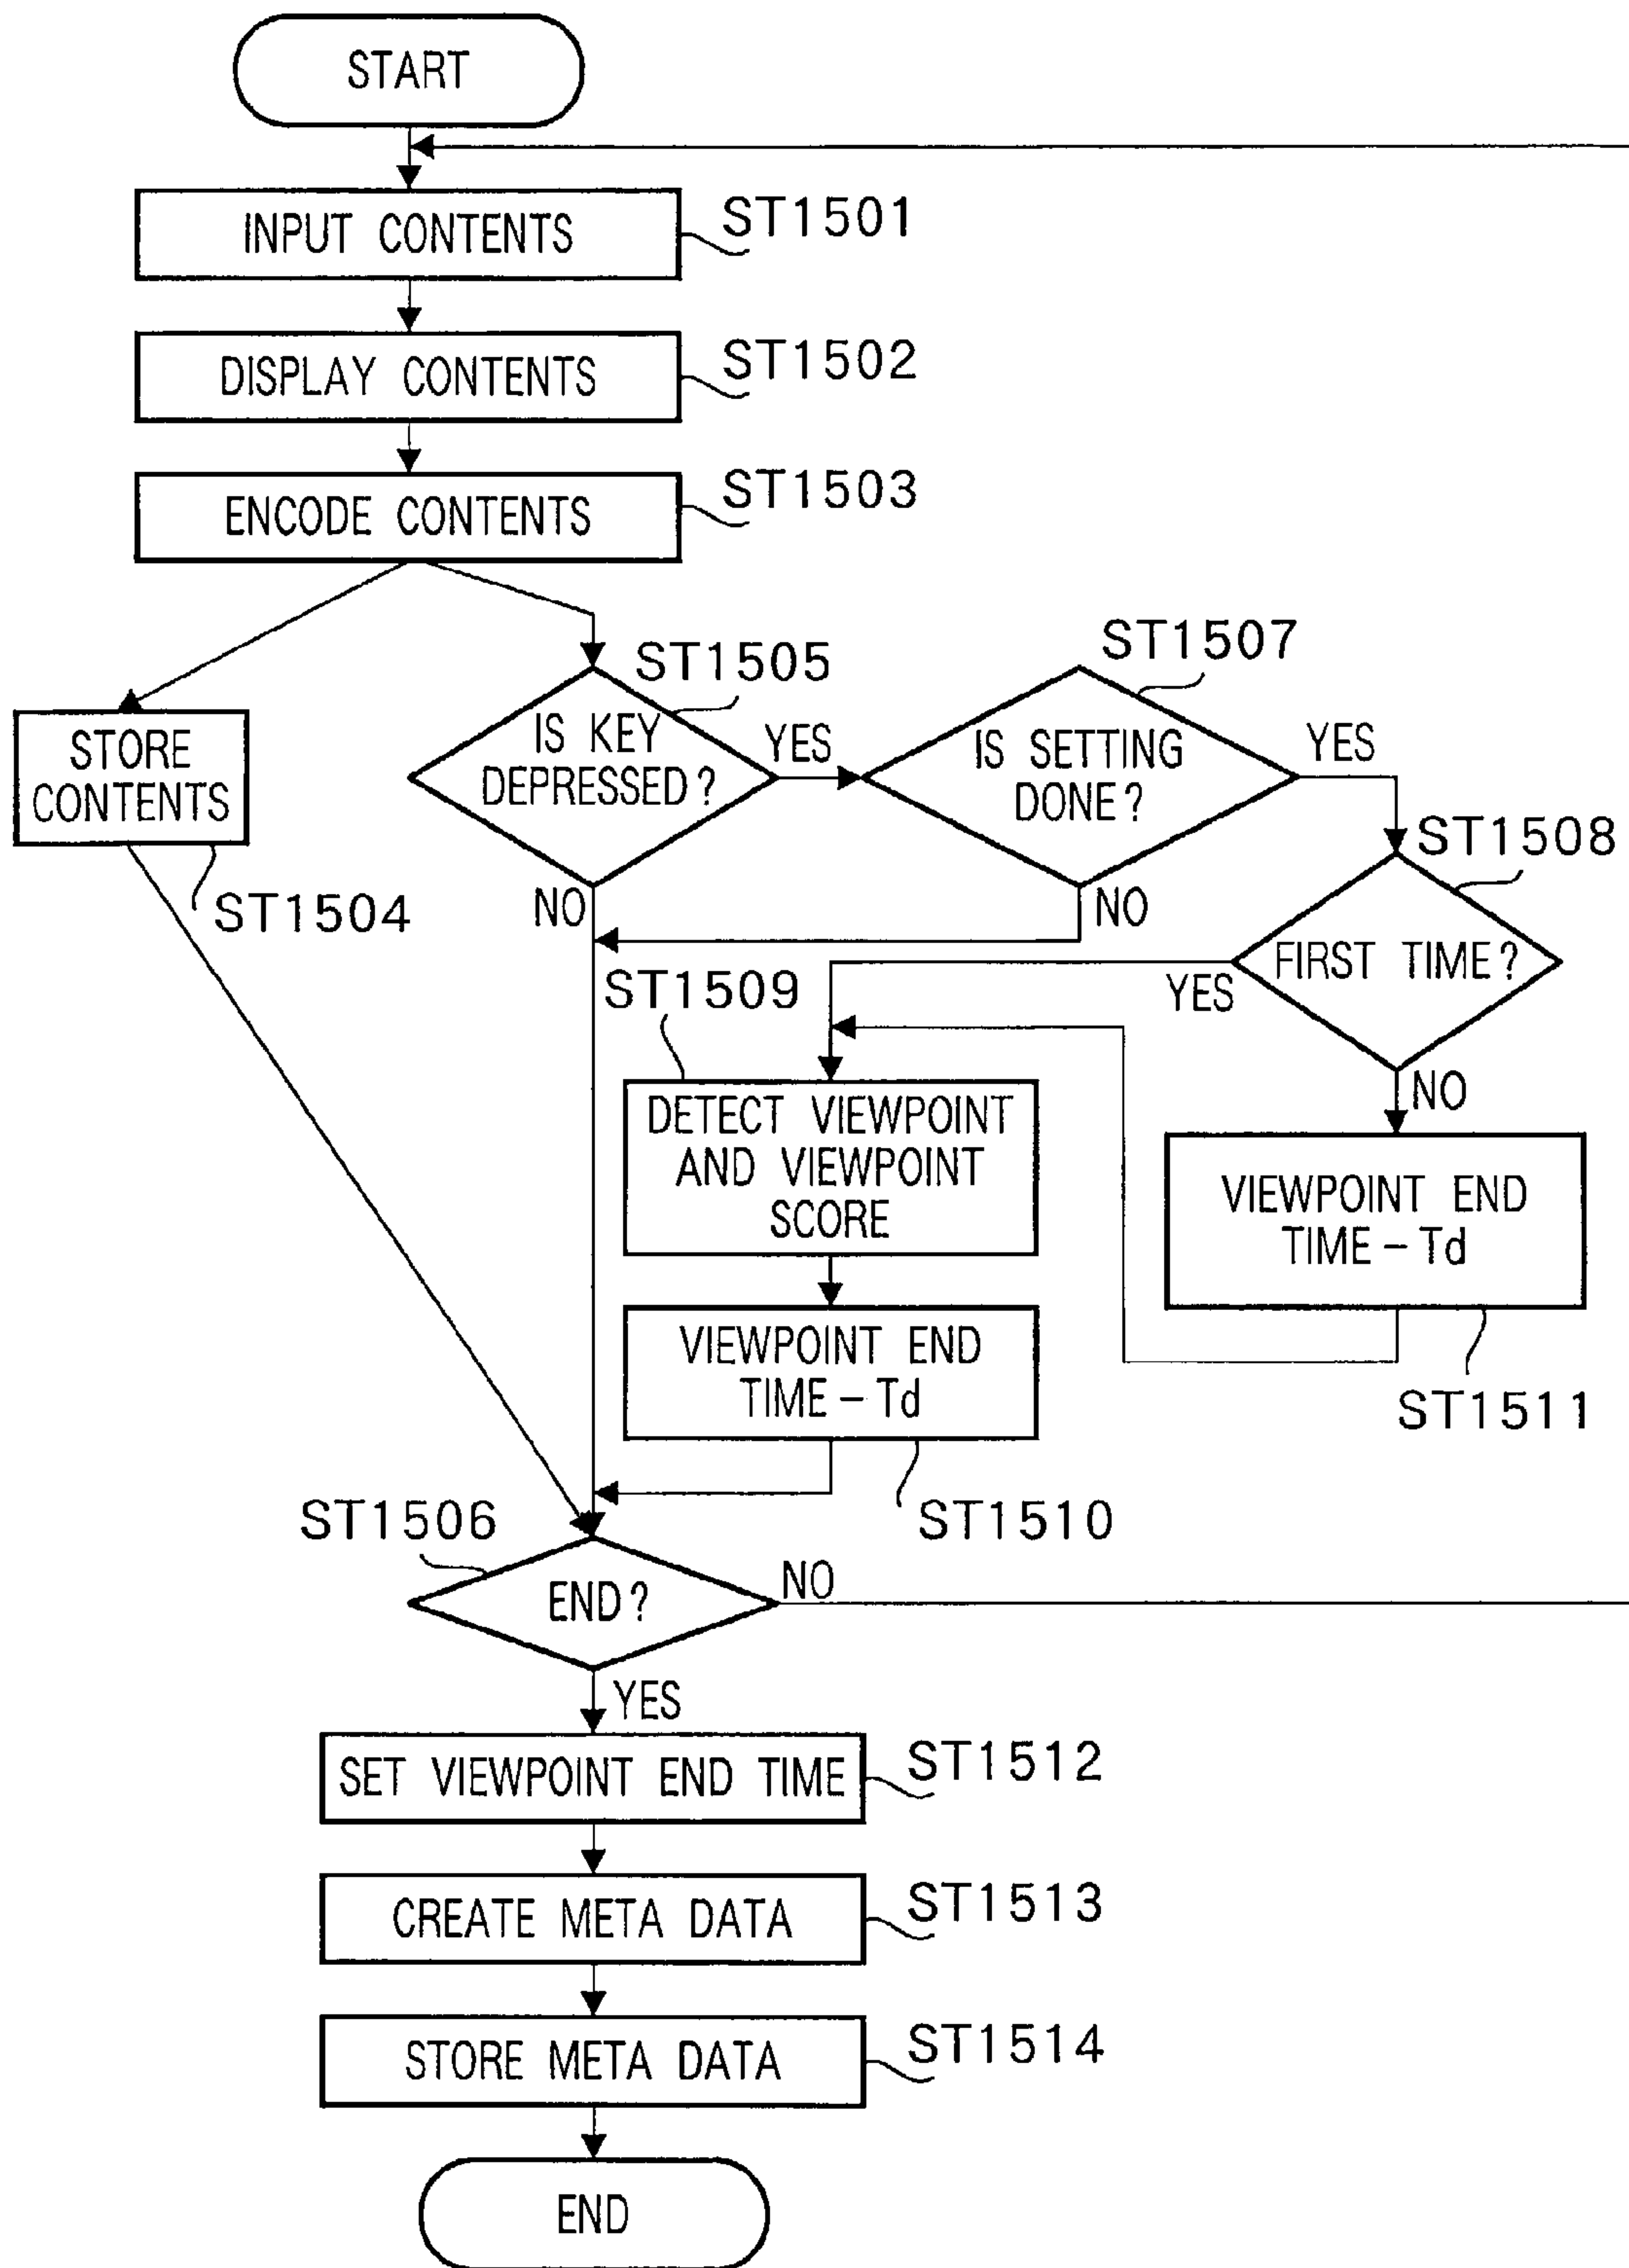 START
INPUT CONTENTS
ST1501
DISPLAY CONTENTS
ST1502
ENCODE CONTENTS
ST1503
STORE
CONTENTS
ST1504
IS KEY
DEPRESSED?
ST1505
YES
NO
IS SETTING
DONE?
ST1507
YES
NO
ST1508
FIRST TIME?
YES
NO
ST1509
DETECT VIEWPOINT
AND VIEWPOINT
SCORE
VIEWPOINT END
TIME – Td
ST1511
VIEWPOINT END
TIME – Td
ST1510
ST1506
END?
NO
YES
SET VIEWPOINT END TIME
ST1512
CREATE META DATA
ST1513
STORE META DATA
ST1514
END